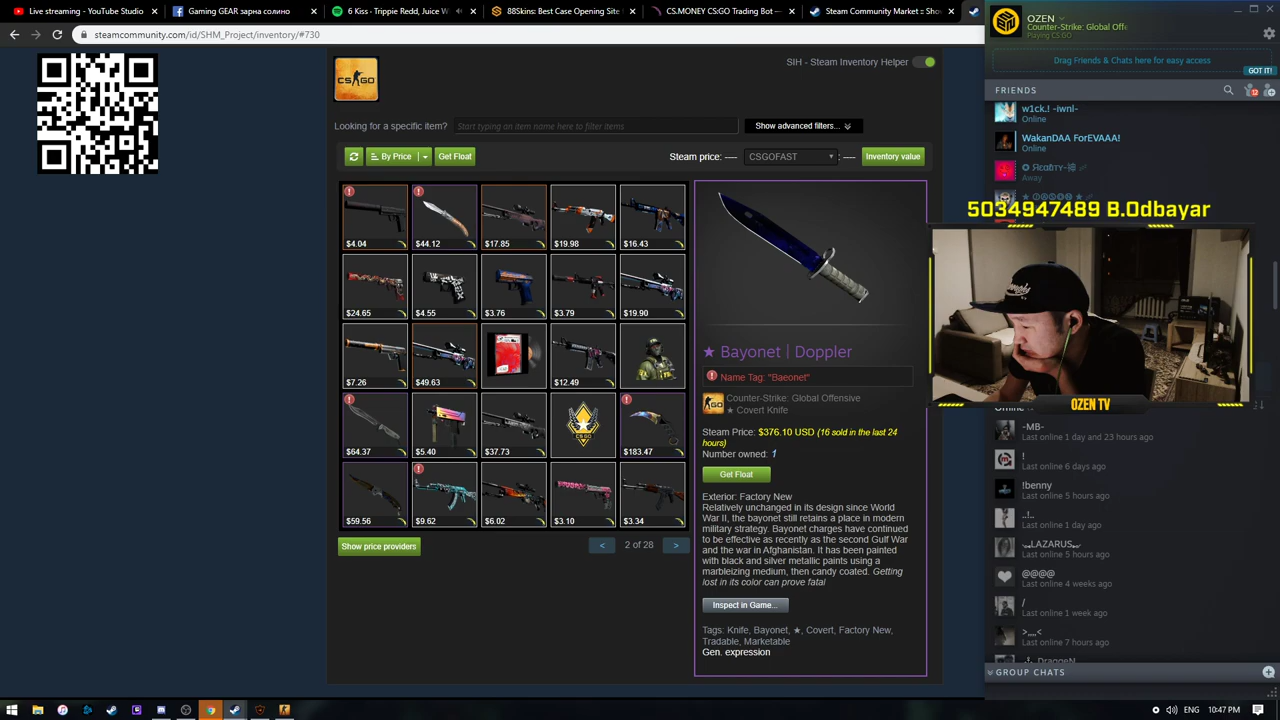 ending) - YouTube Studio
Gaming GEAR зарна солино
6 Kiss - Trippie Redd, Juice W
88Skins: Best Case Opening Site
CS.MONEY CS:GO Trading Bot —
Steam Community Market :: Show
steamcommunity.com/id/SHM_Project/inventory/#730
CS GO
SIH - Steam Inventory Helper
Looking for a specific item?
Start typing an item name here to filter items
Show advanced filters...
By Price
Get Float
Steam price: ----
CSGOFAST
: ----
Inventory value
$4.04
$44.12
$17.85
$19.98
$16.43
$24.65
$4.55
$3.76
$3.79
$19.90
$7.26
$49.63
$12.49
$64.37
$5.40
$37.73
CS GO
$183.47
$59.56
$9.62
$6.02
$3.10
$3.34
Show price providers
<
2 of 28
>
★ Bayonet | Doppler
Name Tag: "Baeonet"
Counter-Strike: Global Offensive
★ Covert Knife
Steam Price: $376.10 USD (16 sold in the last 24
hours)
Number owned: 1
Get Float
Exterior: Factory New
Relatively unchanged in its design since World
War II, the bayonet still retains a place in modern
military strategy. Bayonet charges have continued
to be effective as recently as the second Gulf War
and the war in Afghanistan. It has been painted
with black and silver metallic paints using a
marbleizing medium, then candy coated. Getting
lost in its color can prove fatal
Inspect in Game...
Tags: Knife, Bayonet, ★, Covert, Factory New,
Tradable, Marketable
Gen. expression
OZEN
Counter-Strike: Global Offe
Playing CS:GO
Drag Friends & Chats here for easy access
GOT IT!
FRIENDS
12
w1ck.! -iwnl-
Online
WakanDAA ForEVAAA!
Online
Away
5034947489 B.Odbayar
OZEN TV
-MB-
Last online 1 day and 23 hours ago
!
Last online 6 days ago
!benny
Last online 5 hours ago
..!..
Last online 1 day ago
LAZARUS
Last online 5 hours ago
@@@@
Last online 4 weeks ago
/
Last online 1 week ago
>,,,,<
Last online 7 hours ago
DraggeN
GROUP CHATS
10:47 PM